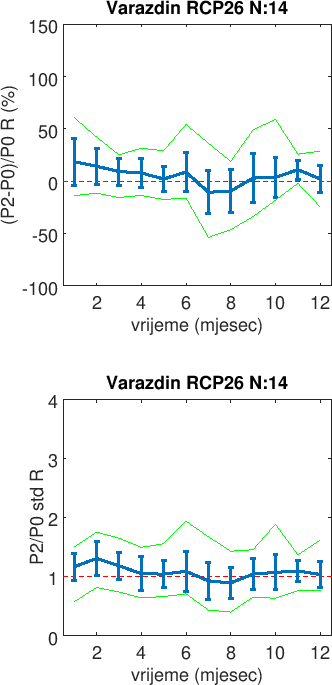 Varazdin RCP26 N:14
(P2-P0)/P0 R (%)
150
100
50
0
-50
-100
2 4 6 8 10 12
vrijeme (mjesec)
Varazdin RCP26 N:14
P2/P0 std R
4
3
2
1
0
2 4 6 8 10 12
vrijeme (mjesec)